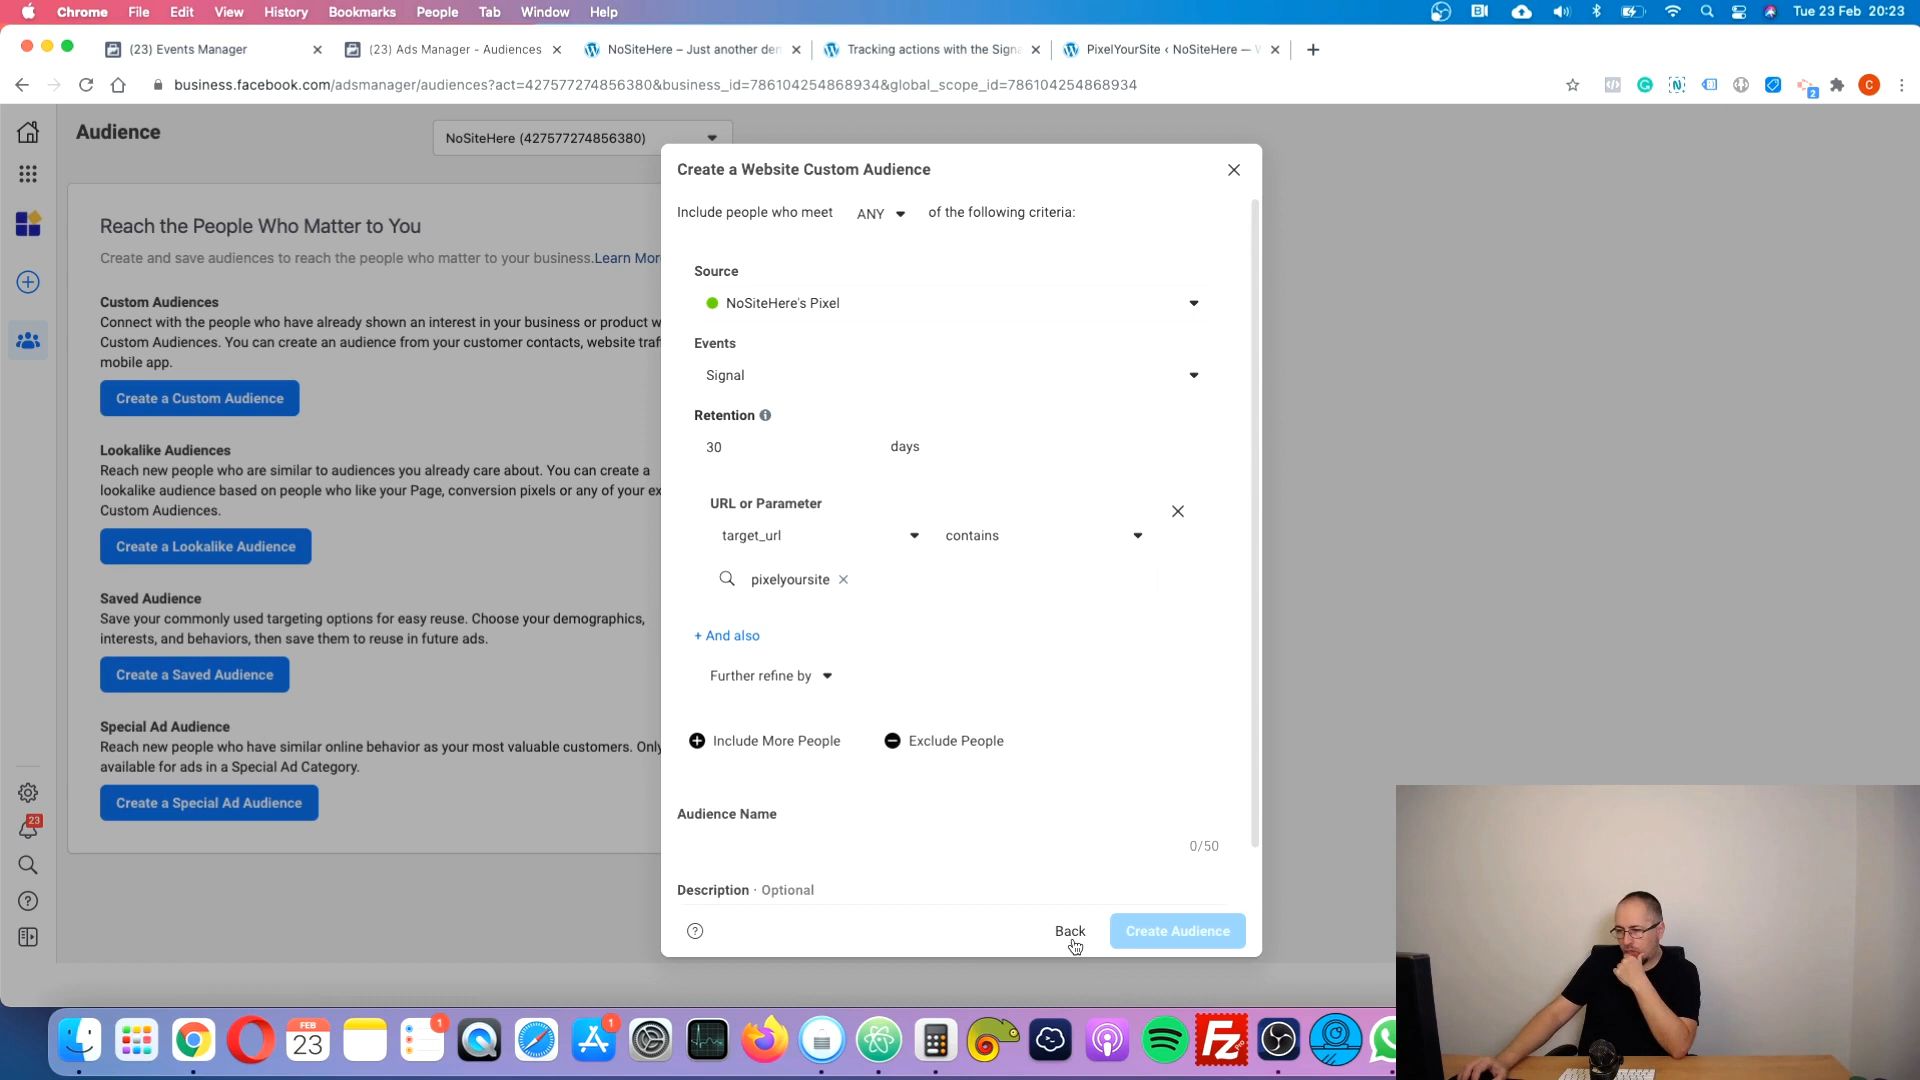 Chrome File Edit View History Bookmarks People Tab Window Help
Tue 23 Feb 20:23
(23) Events Manager
(23) Ads Manager - Audiences
NoSiteHere – Just another den
Tracking actions with the Signa
PixelYourSite ‹ NoSiteHere — W
business.facebook.com/adsmanager/audiences?act=427577274856380&business_id=786104254868934&global_scope_id=786104254868934
C
2
Audience
NoSiteHere (427577274856380)
Reach the People Who Matter to You
Create and save audiences to reach the people who matter to your business.Learn Mor
Custom Audiences
Connect with the people who have already shown an interest in your business or product w
Custom Audiences. You can create an audience from your customer contacts, website traf
mobile app.
Create a Custom Audience
Lookalike Audiences
Reach new people who are similar to audiences you already care about. You can create a
lookalike audience based on people who like your Page, conversion pixels or any of your ex
Custom Audiences.
Create a Lookalike Audience
Saved Audience
Save your commonly used targeting options for easy reuse. Choose your demographics,
interests, and behaviors, then save them to reuse in future ads.
Create a Saved Audience
Special Ad Audience
Reach new people who have similar online behavior as your most valuable customers. Only
available for ads in a Special Ad Category.
Create a Special Ad Audience
23
Create a Website Custom Audience
Include people who meet ANY of the following criteria:
Source
NoSiteHere's Pixel
Events
Signal
Retention
30 days
URL or Parameter
target_url contains
pixelyoursite
+ And also
Further refine by
Include More People Exclude People
Audience Name
0/50
Description · Optional
Back Create Audience
FEB
23
1
1
Fz